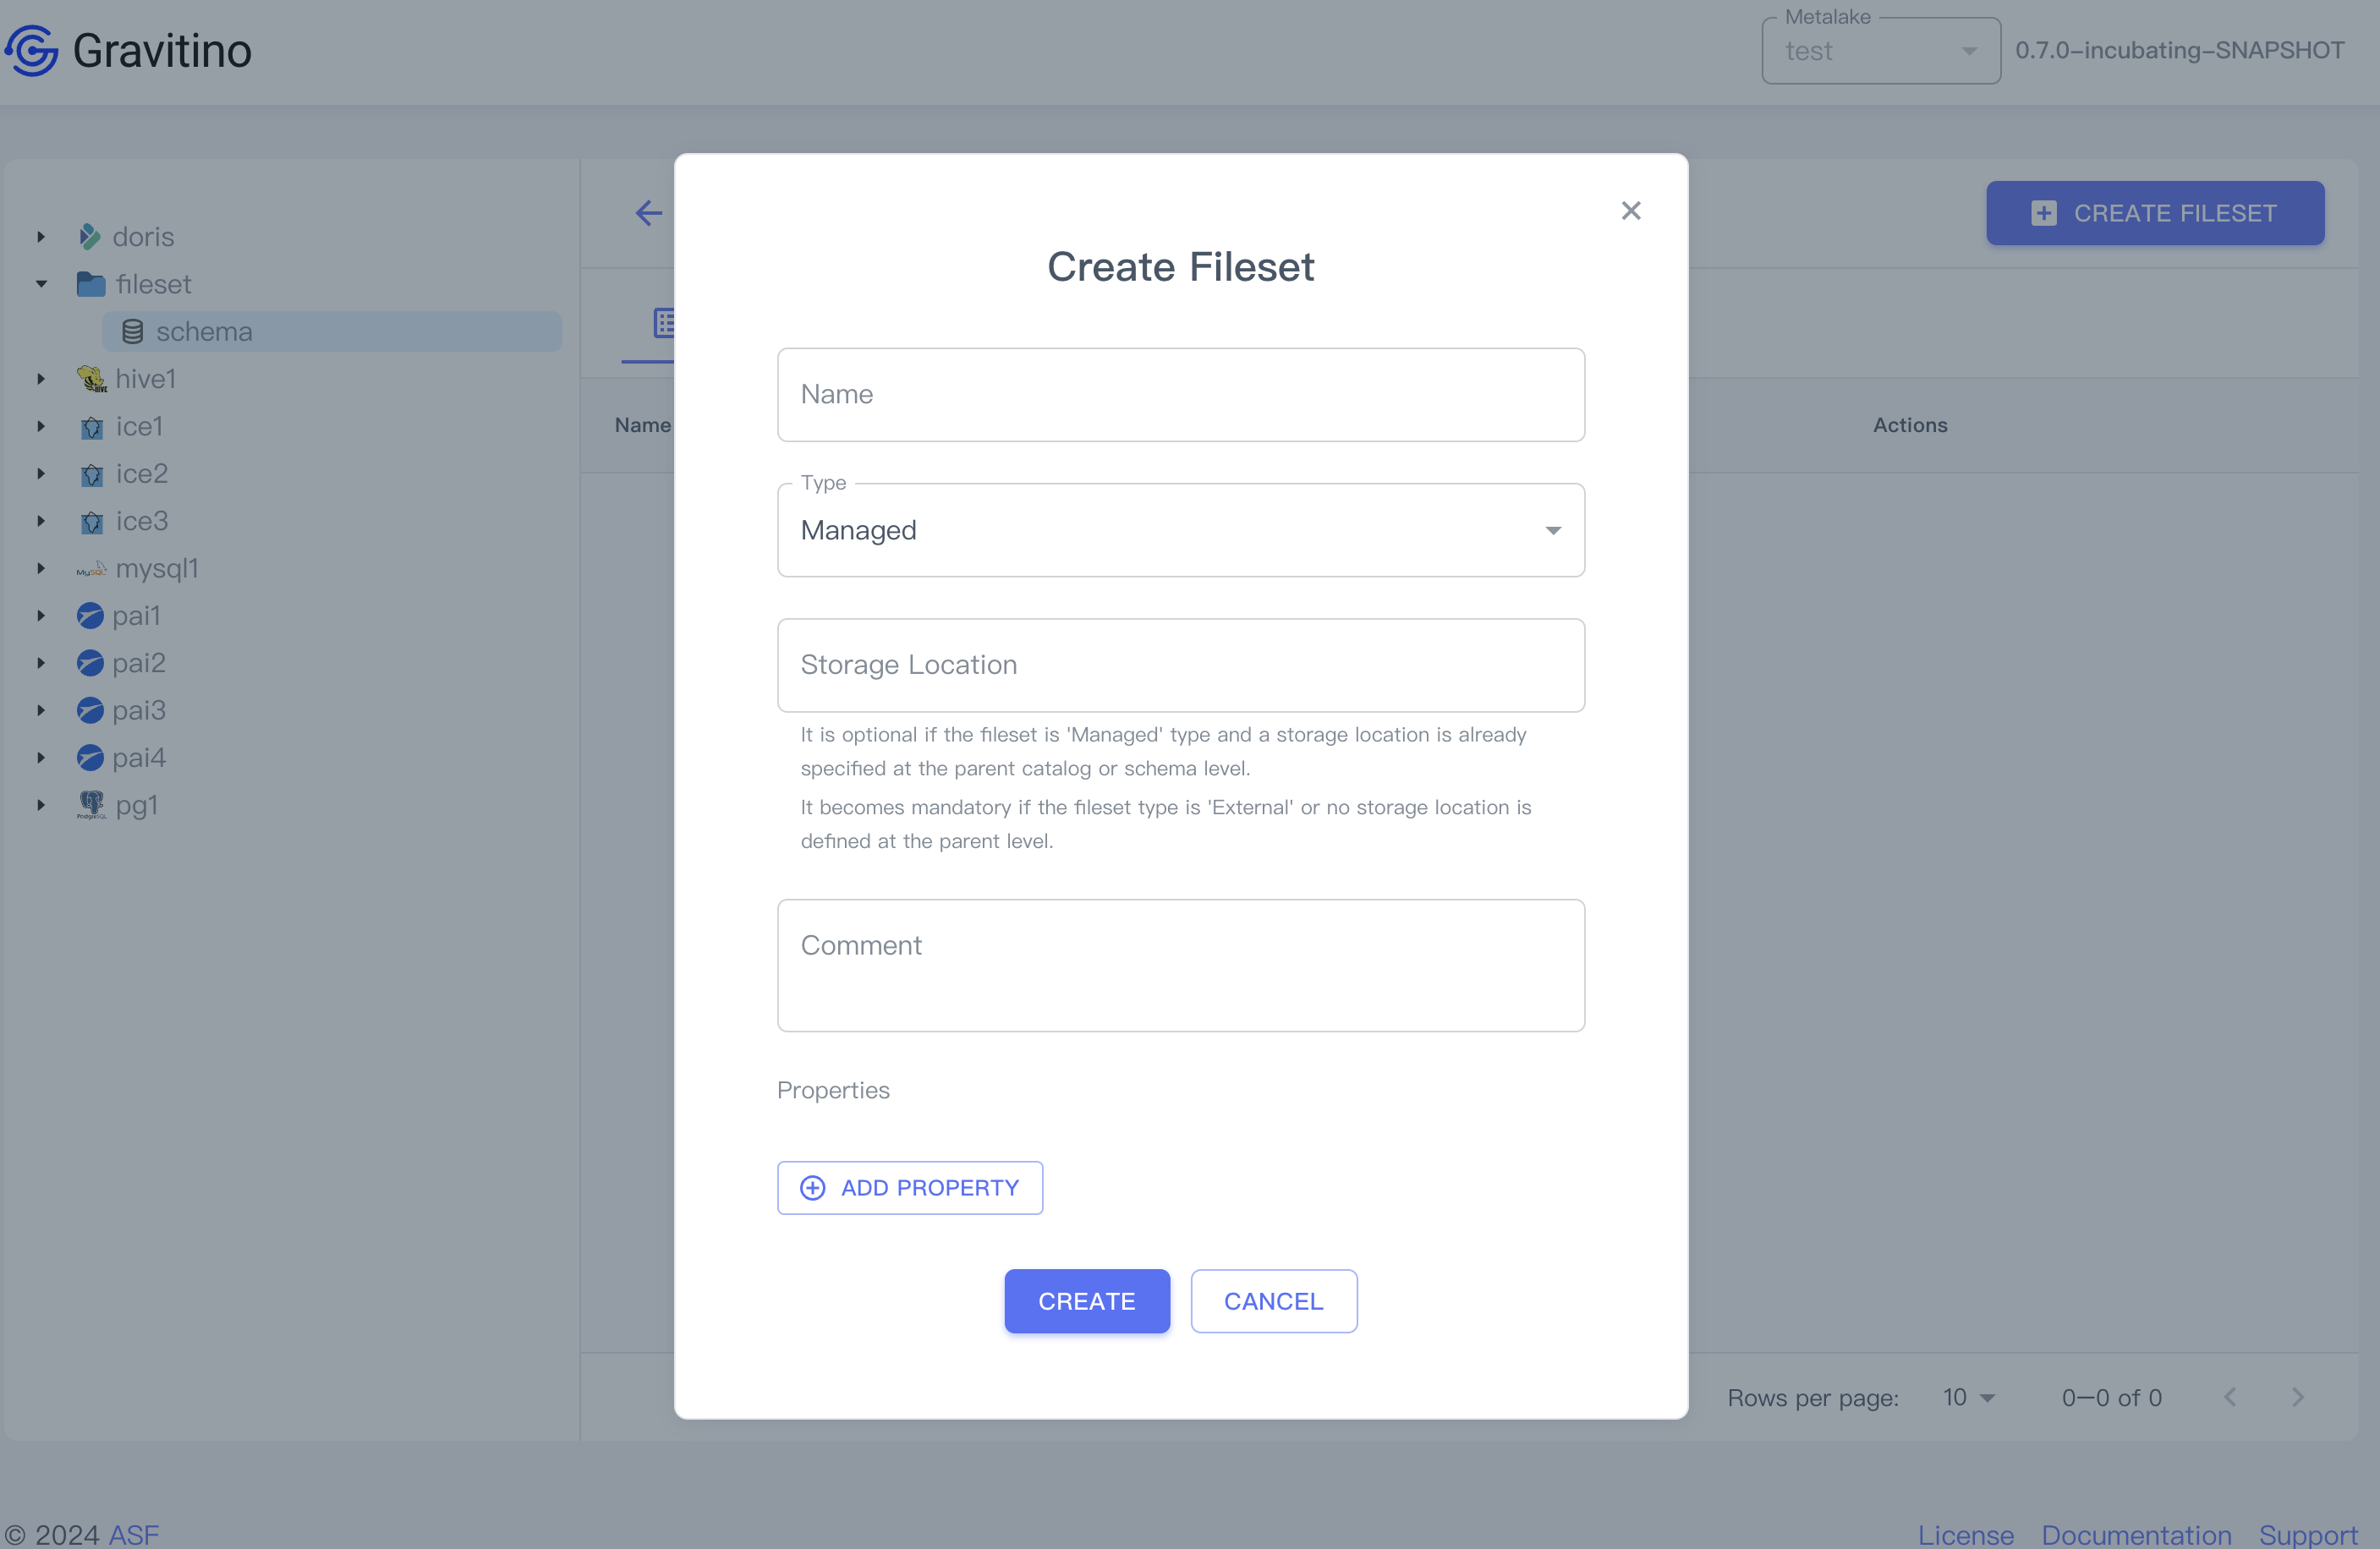 Gravitino
Metalake
test
0.7.0-incubating-SNAPSHOT
doris
fileset
schema
hive1
ice1
ice2
ice3
mysql1
pai1
pai2
pai3
pai4
pg1
CREATE FILESET
Name
Actions
Create Fileset
Name
Type
Managed
Storage Location
It is optional if the fileset is 'Managed' type and a storage location is already
specified at the parent catalog or schema level.
It becomes mandatory if the fileset type is 'External' or no storage location is
defined at the parent level.
Comment
Properties
ADD PROPERTY
CREATE
CANCEL
Rows per page:
10
0–0 of 0
© 2024 ASF
License
Documentation
Support